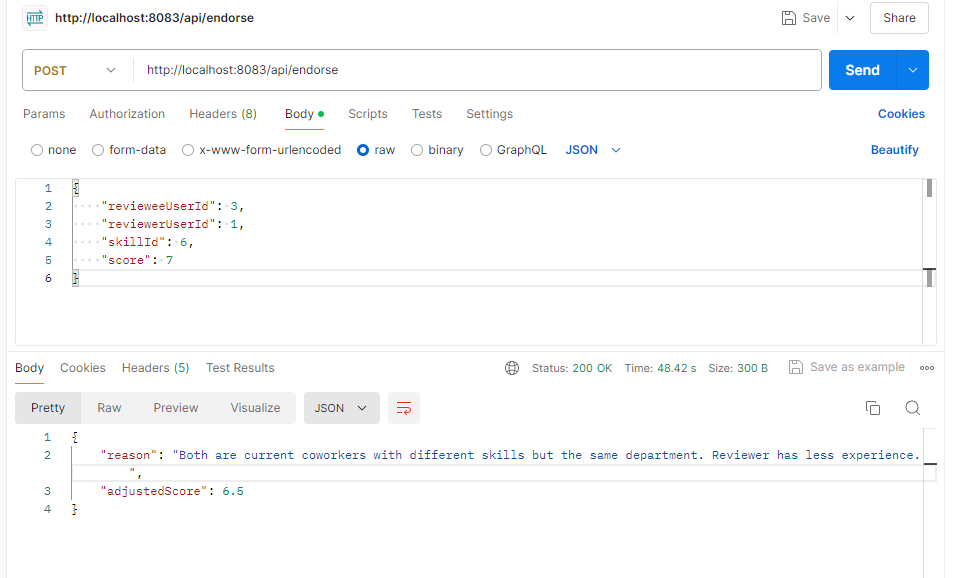 HTTP http://localhost:8083/api/endorse Save Share
POST http://localhost:8083/api/endorse Send
Params Authorization Headers (8) Body Scripts Tests Settings Cookies
none form-data x-www-form-urlencoded raw binary GraphQL JSON Beautify
1 {
2 "revieweeUserId": 3,
3 "reviewerUserId": 1,
4 "skillId": 6,
5 "score": 7
6 }
Body Cookies Headers (5) Test Results Status: 200 OK Time: 48.42 s Size: 300 B Save as example
Pretty Raw Preview Visualize JSON
1 {
2 "reason": "Both are current coworkers with different skills but the same department. Reviewer has less experience.
",
3 "adjustedScore": 6.5
4 }